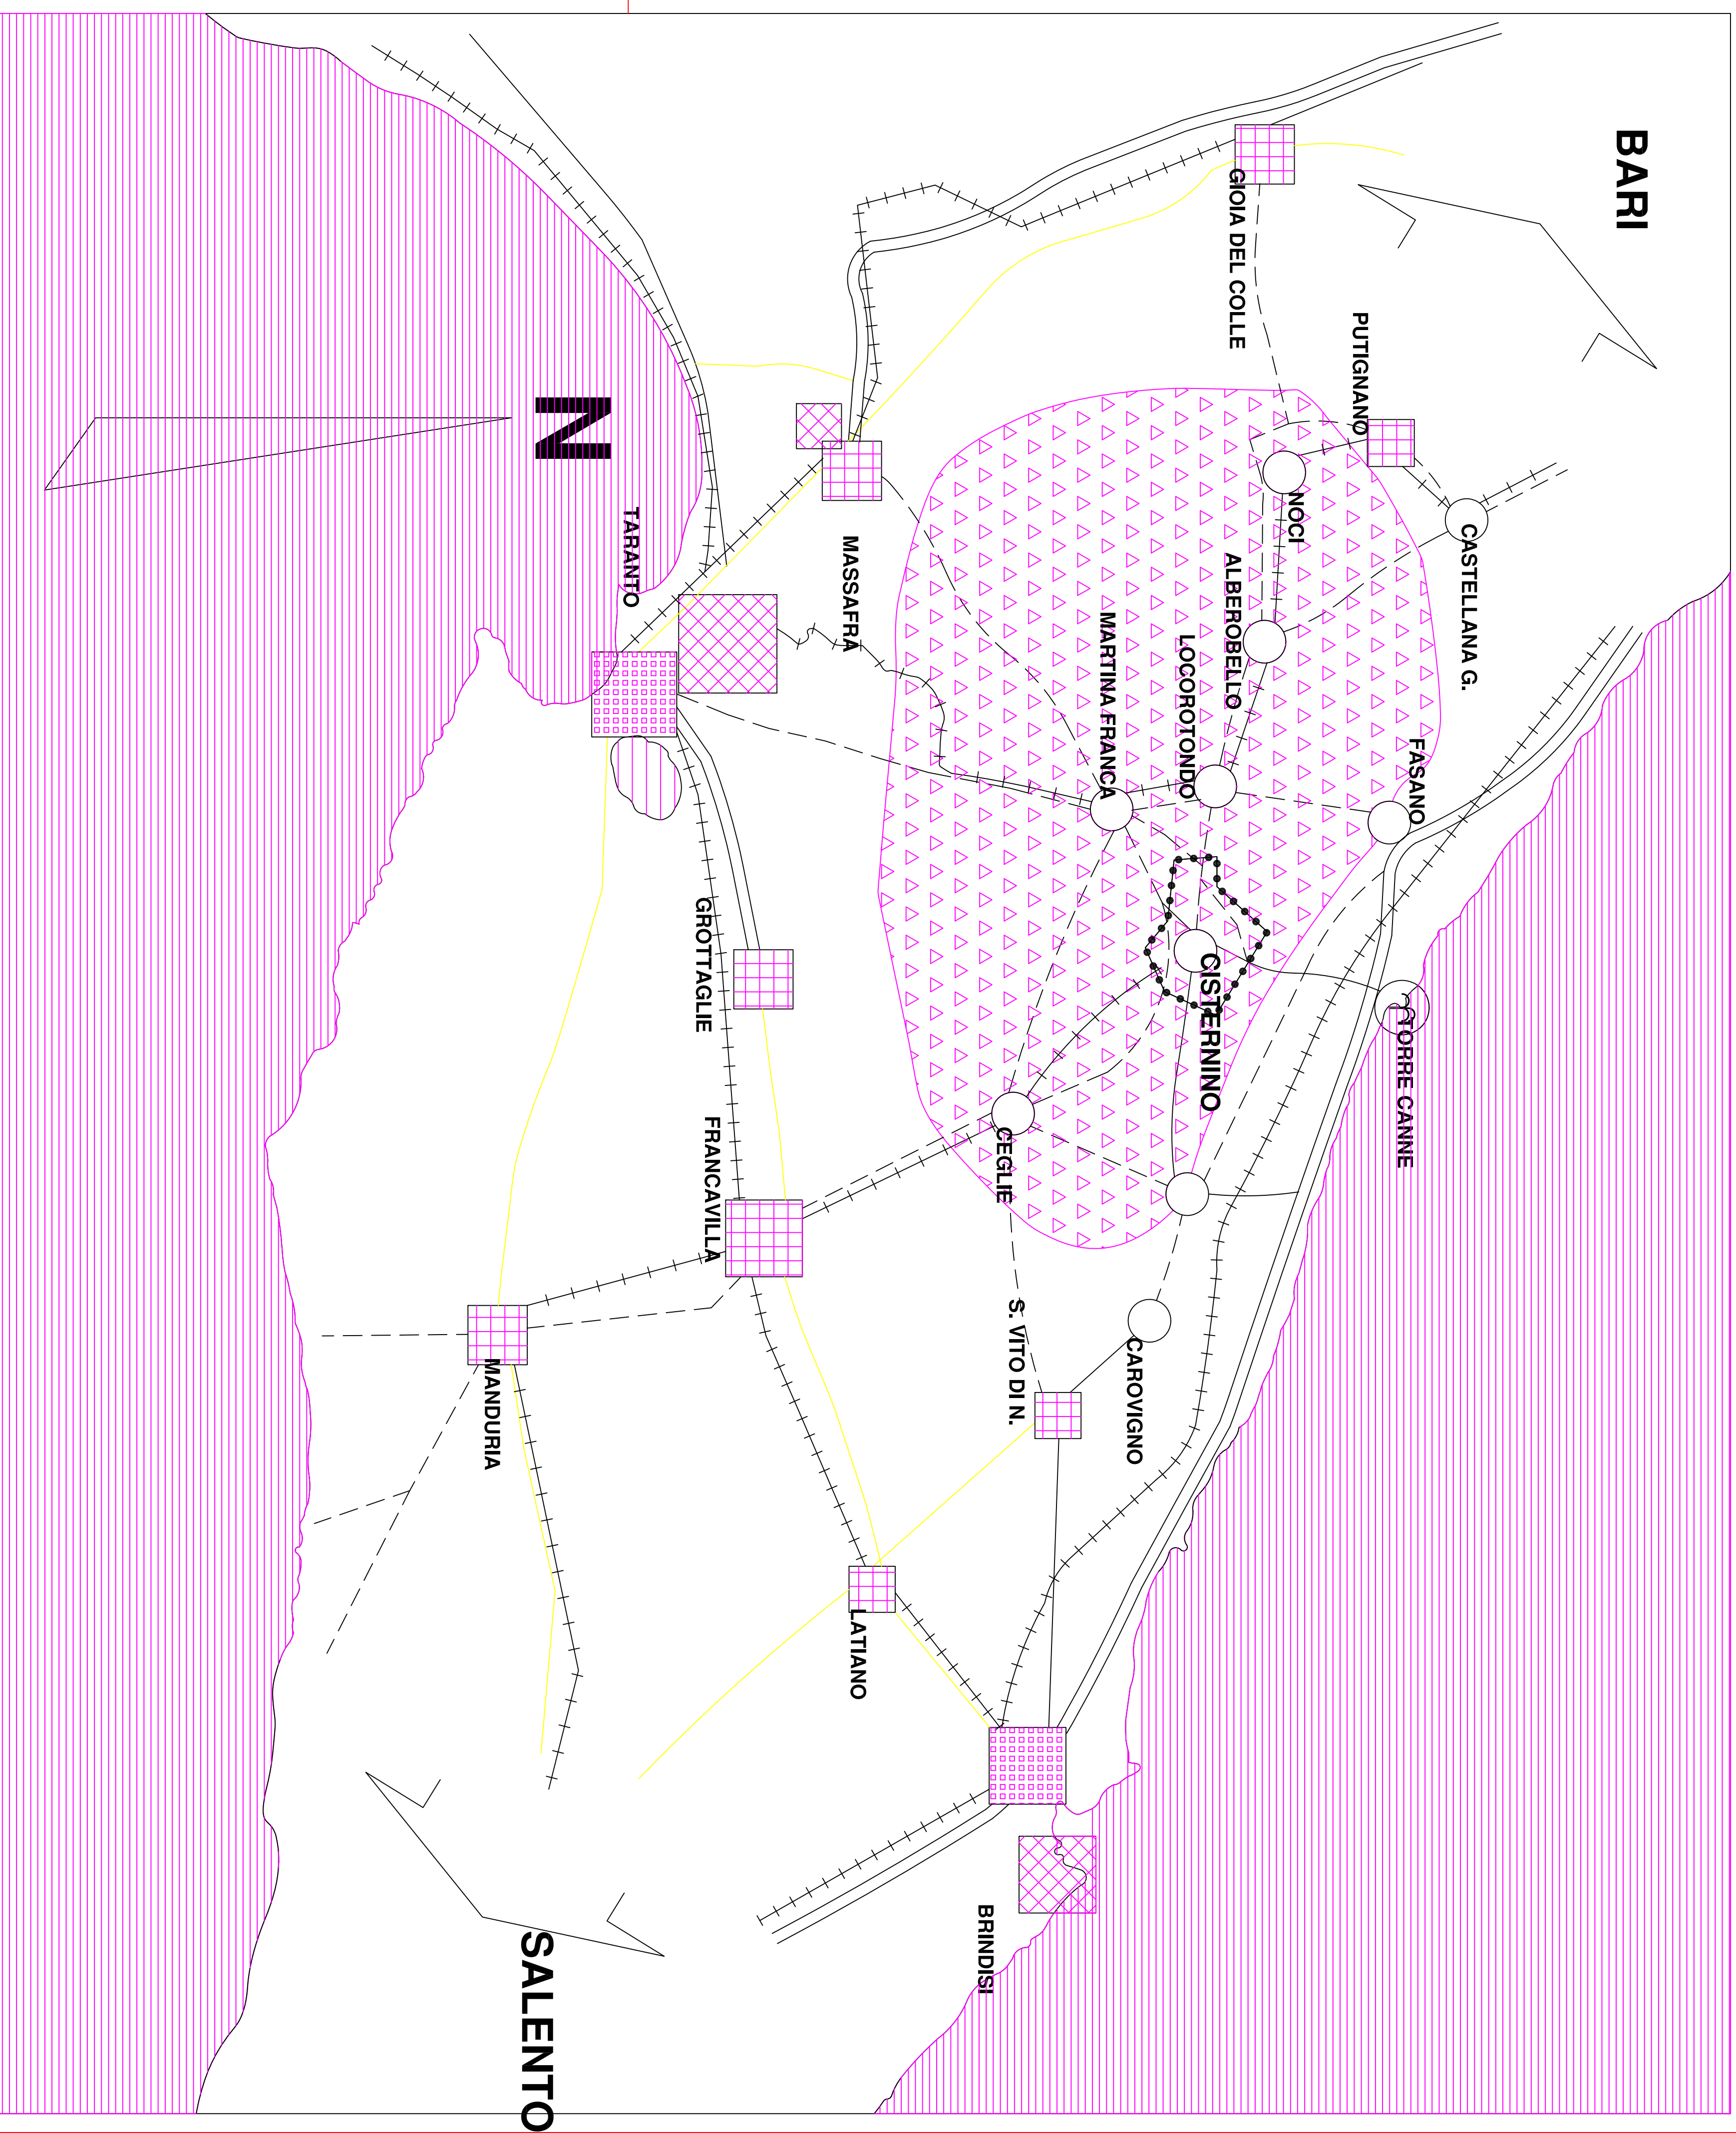 BARI
GIOIA DEL COLLE
PUTIGNANO
CASTELLANA G.
NOCI
ALBEROBELLO
LOCOROTONDO
MARTINA FRANCA
FASANO
N
TARANTO
MASSAFRA
CISTERNINO
TORRE CANNE
GROTTAGLIE
FRANCAVILLA
CEGLIE
S. VITO DI N.
CAROVIGNO
MANDURIA
LATIANO
BRINDISI
SALENTO